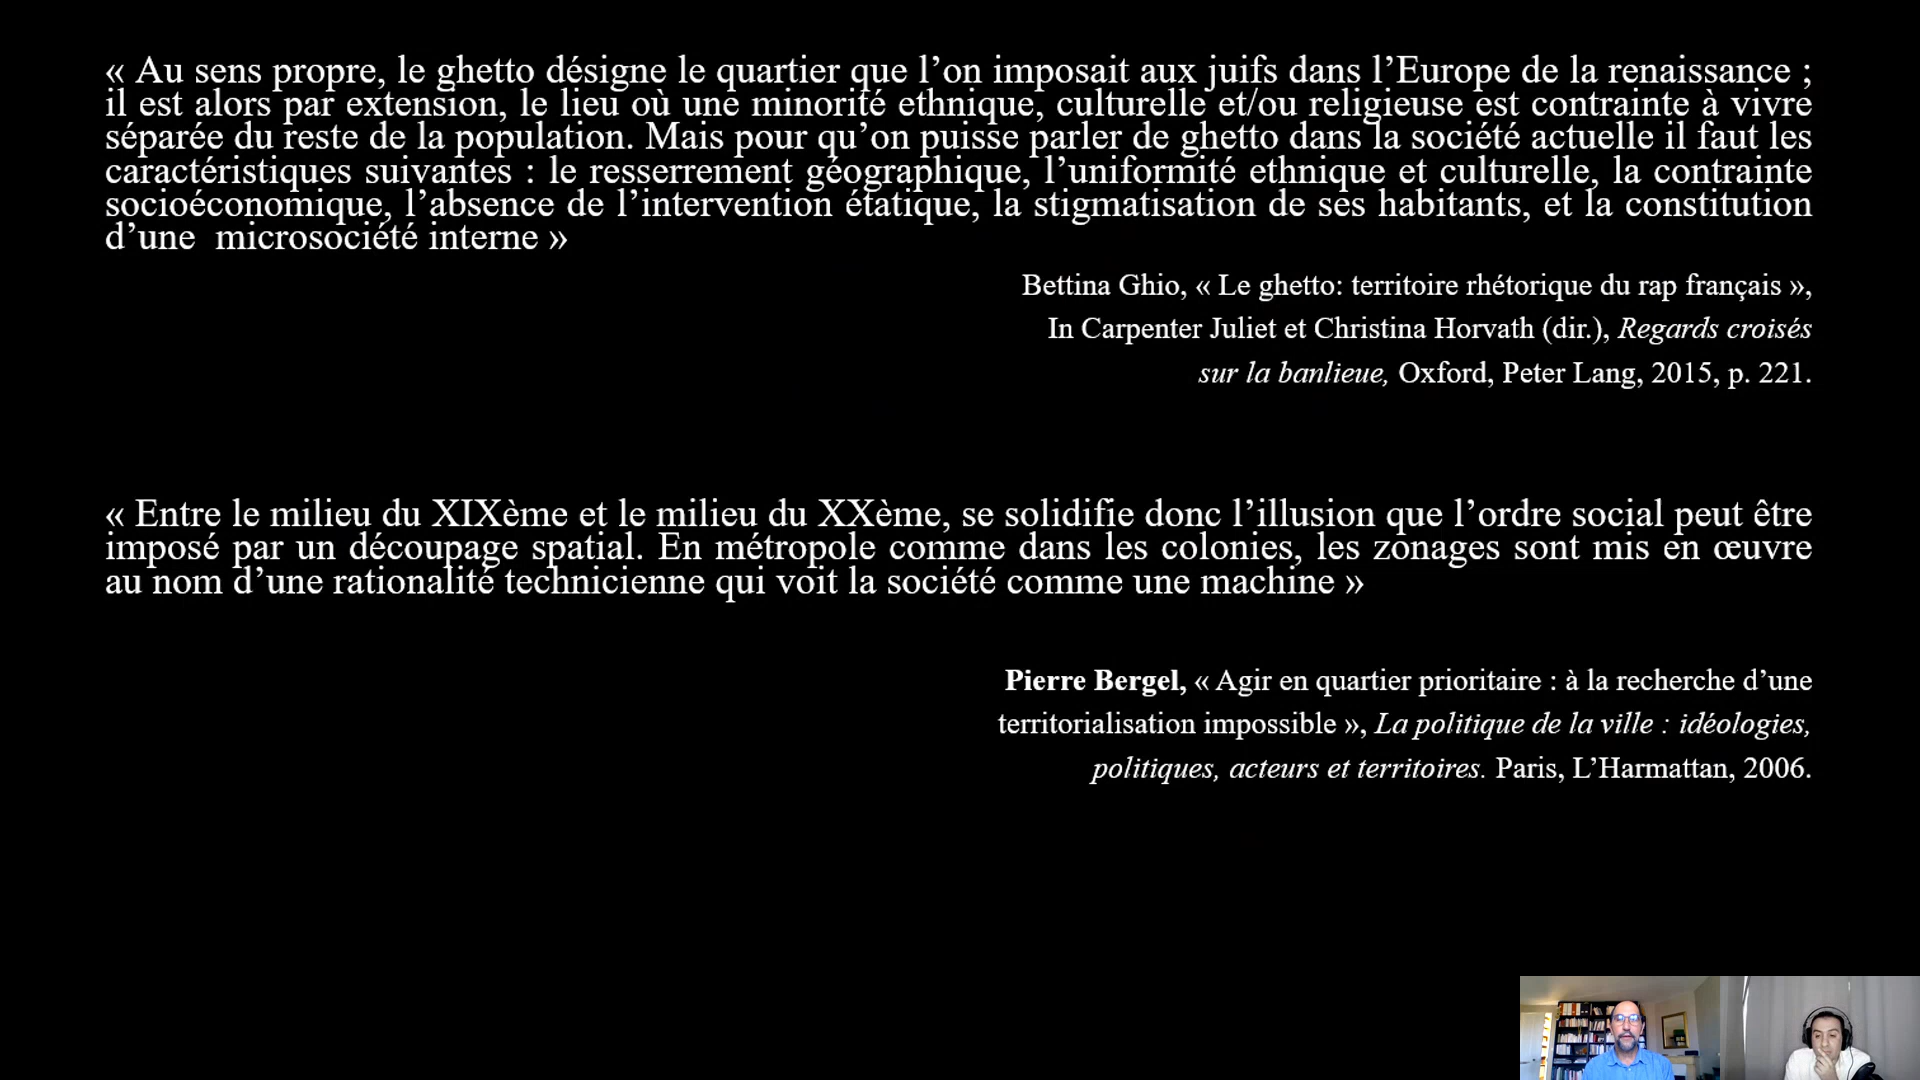 « Au sens propre, le ghetto désigne le quartier que l’on imposait aux juifs dans l’Europe de la renaissance ;
il est alors par extension, le lieu où une minorité ethnique, culturelle et/ou religieuse est contrainte à vivre
séparée du reste de la population. Mais pour qu’on puisse parler de ghetto dans la société actuelle il faut les
caractéristiques suivantes : le resserrement géographique, l’uniformité ethnique et culturelle, la contrainte
socioéconomique, l’absence de l’intervention étatique, la stigmatisation de ses habitants, et la constitution
d’une  microsociété interne »
Bettina Ghio, « Le ghetto: territoire rhétorique du rap français »,
In Carpenter Juliet et Christina Horvath (dir.), Regards croisés
sur la banlieue, Oxford, Peter Lang, 2015, p. 221.
« Entre le milieu du XIXème et le milieu du XXème, se solidifie donc l’illusion que l’ordre social peut être
imposé par un découpage spatial. En métropole comme dans les colonies, les zonages sont mis en œuvre
au nom d’une rationalité technicienne qui voit la société comme une machine »
Pierre Bergel, « Agir en quartier prioritaire : à la recherche d’une
territorialisation impossible », La politique de la ville : idéologies,
politiques, acteurs et territoires. Paris, L’Harmattan, 2006.